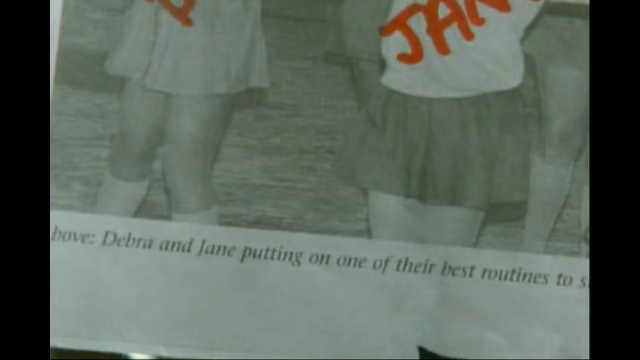 JAN
bove: Debra and Jane putting on one of their best routines to s